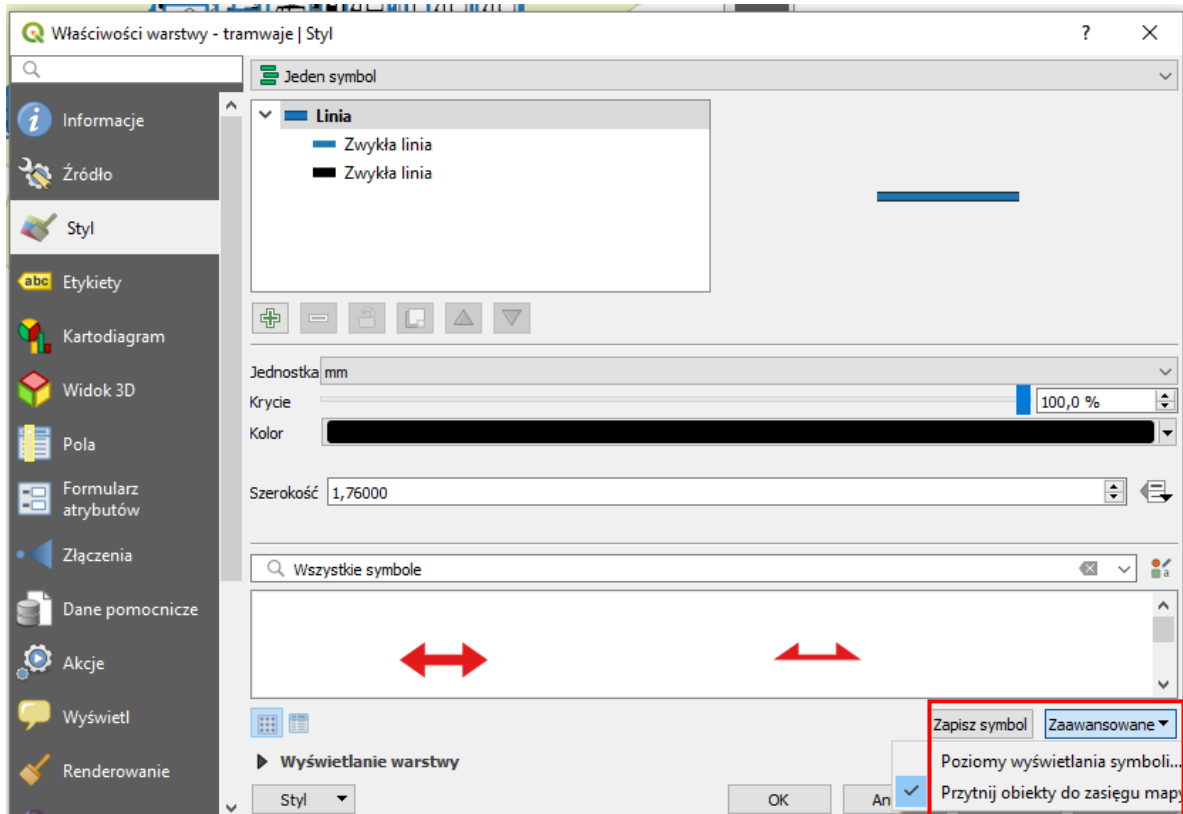 Właściwości warstwy - tramwaje | Styl
?
Jeden symbol
Informacje
Źródło
Styl
abc Etykiety
Kartodiagram
Widok 3D
Pola
Formularz
atrybutów
Złączenia
Dane pomocnicze
Akcje
Wyświetl
Renderowanie
Linia
Zwykła linia
Zwykła linia
Jednostka mm
Krycie 100,0 %
Kolor
Szerokość 1,76000
Wszystkie symbole
a
Zapisz symbol Zaawansowane
Poziomy wyświetlania symboli...
Przytnij obiekty do zasięgu mapy
Wyświetlanie warstwy
Styl OK An